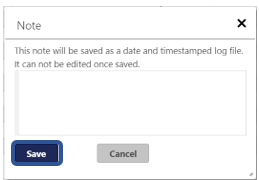 Note
This note will be saved as a date and timestamped log file.
It can not be edited once saved.
Save
Cancel